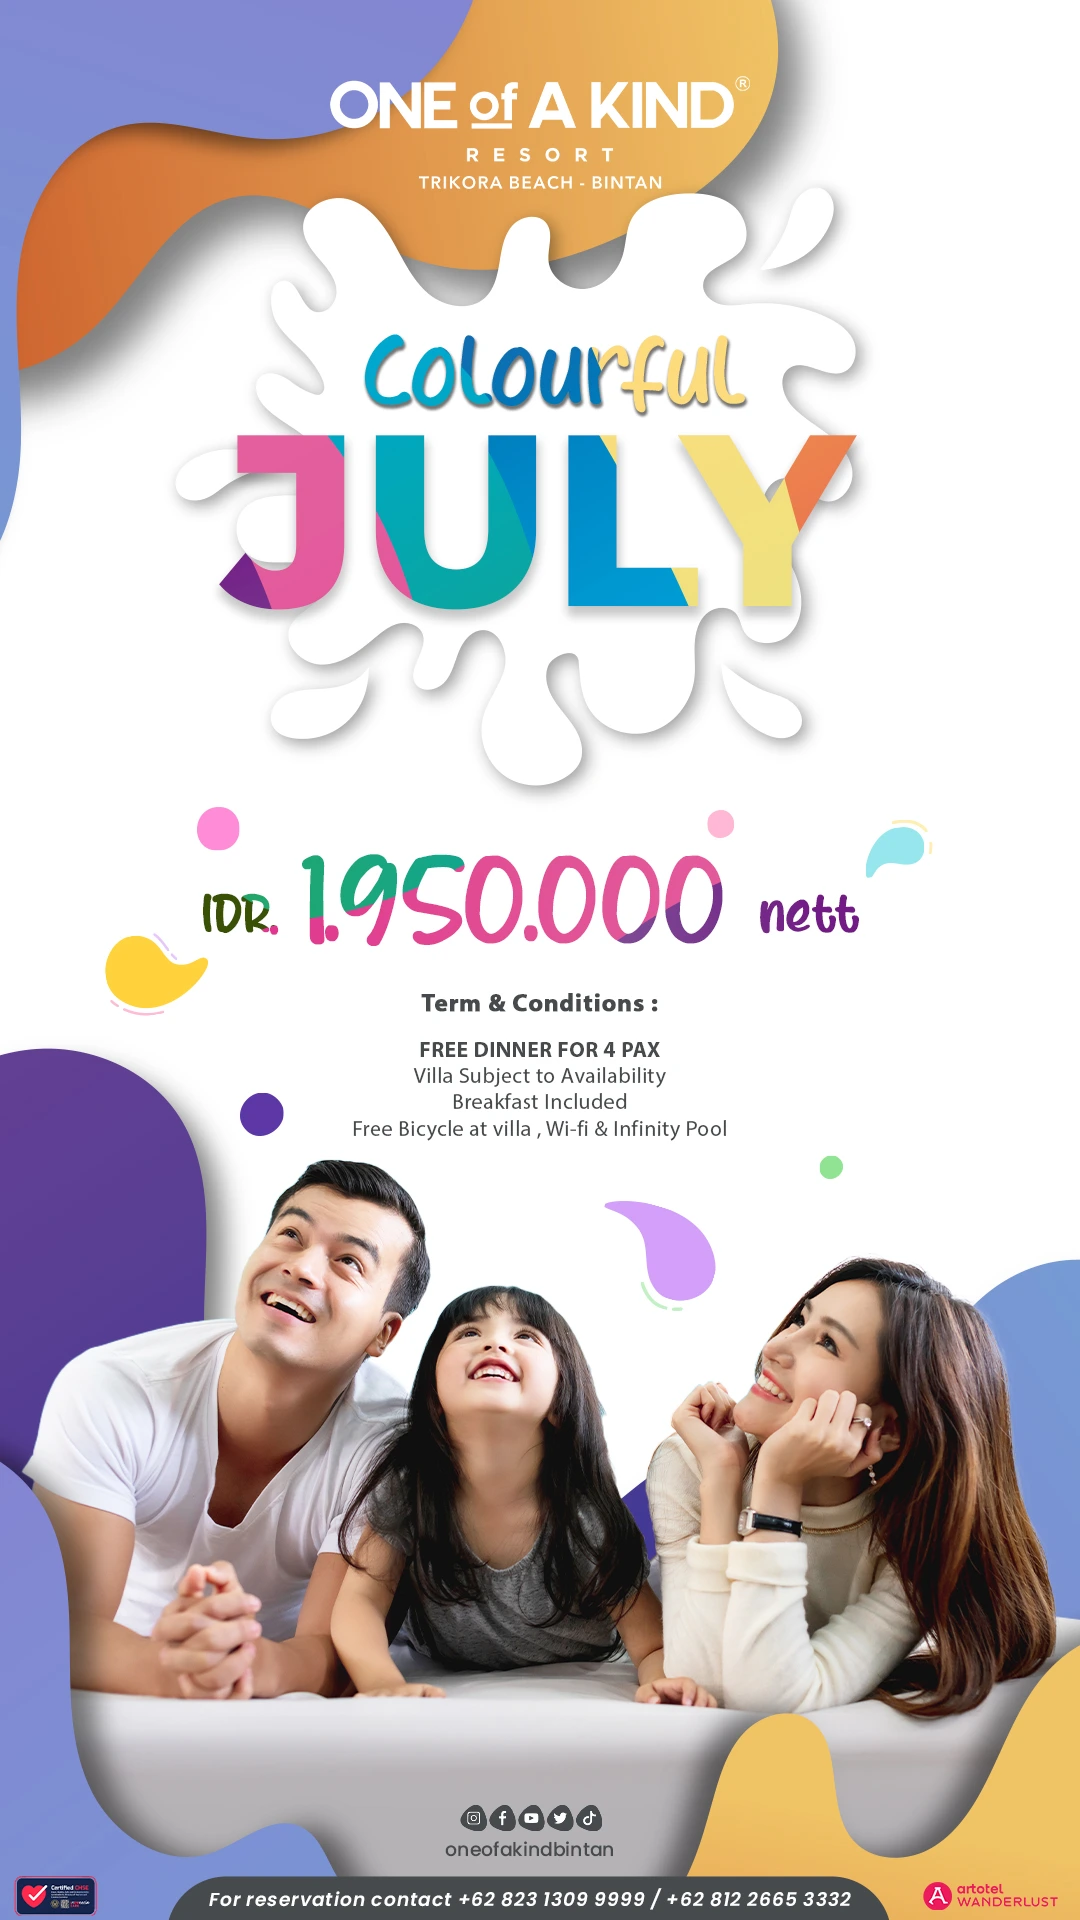 ONE of A KIND®
RESORT
TRIKORA BEACH - BINTAN
Colourful
JULY
IDR. 1.950.000 nett
Term & Conditions :
FREE DINNER FOR 4 PAX
Villa Subject to Availability
Breakfast Included
Free Bicycle at villa , Wi-fi & Infinity Pool
oneofakindbintan
Certified CHSE
For reservation contact +62 823 1309 9999 / +62 812 2665 3332
A artotel
WANDERLUST